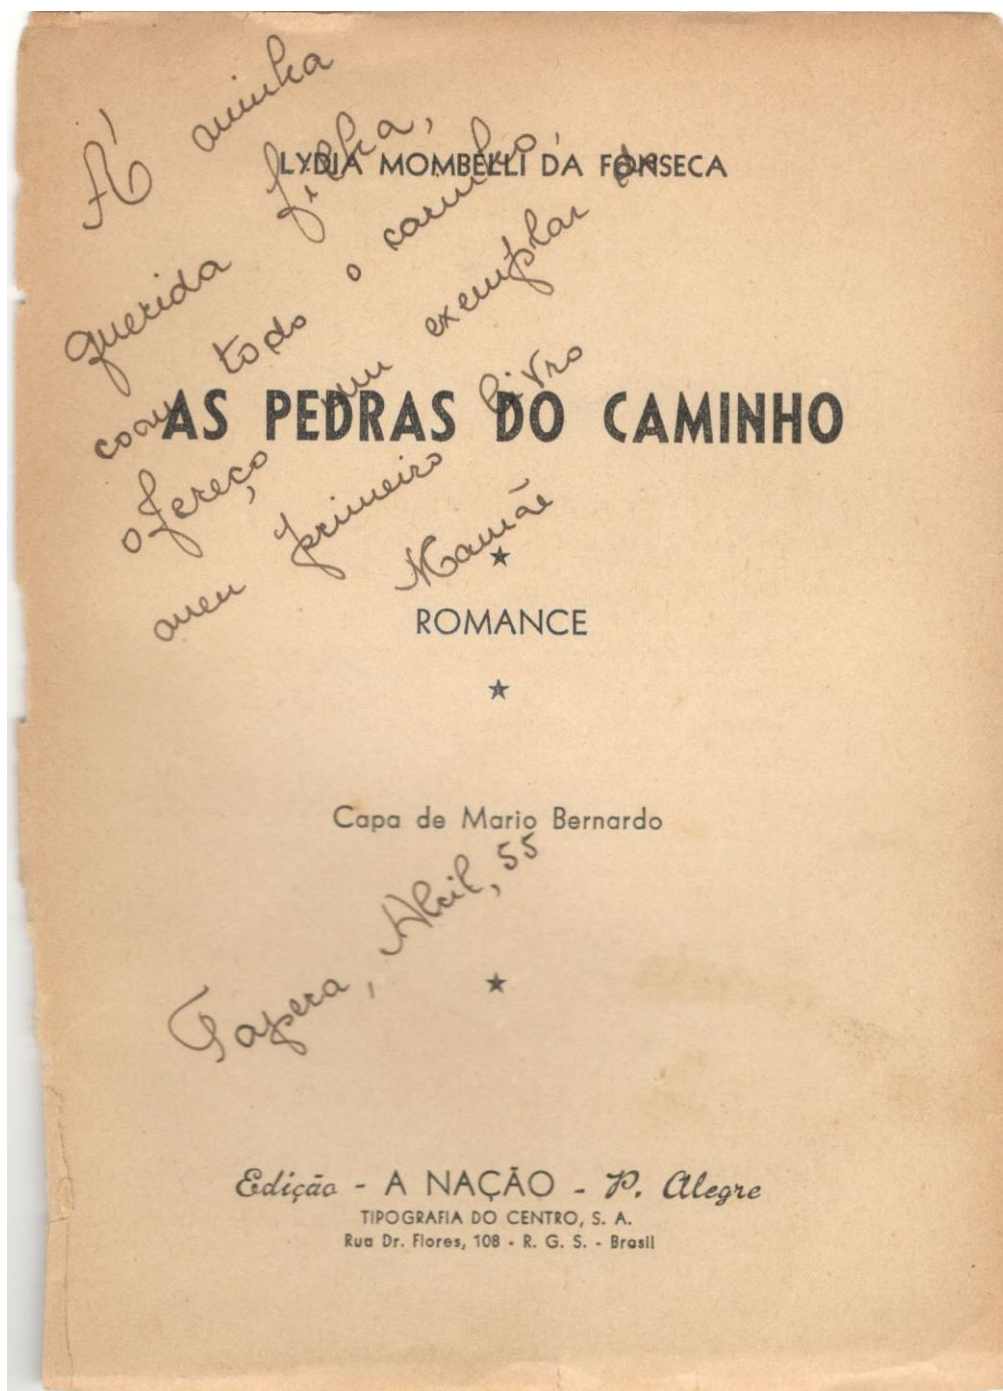 Á minha
querida filha,
com todo o carinho,
ofereço um exemplar do
meu primeiro livro
Mamãe
LYDIA MOMBELLI DA FONSECA
AS PEDRAS DO CAMINHO
ROMANCE
Capa de Mario Bernardo
Tapera, Abril, 55
Edição - A NAÇÃO - P. Alegre
TIPOGRAFIA DO CENTRO, S. A.
Rua Dr. Flores, 108 - R. G. S. - Brasil